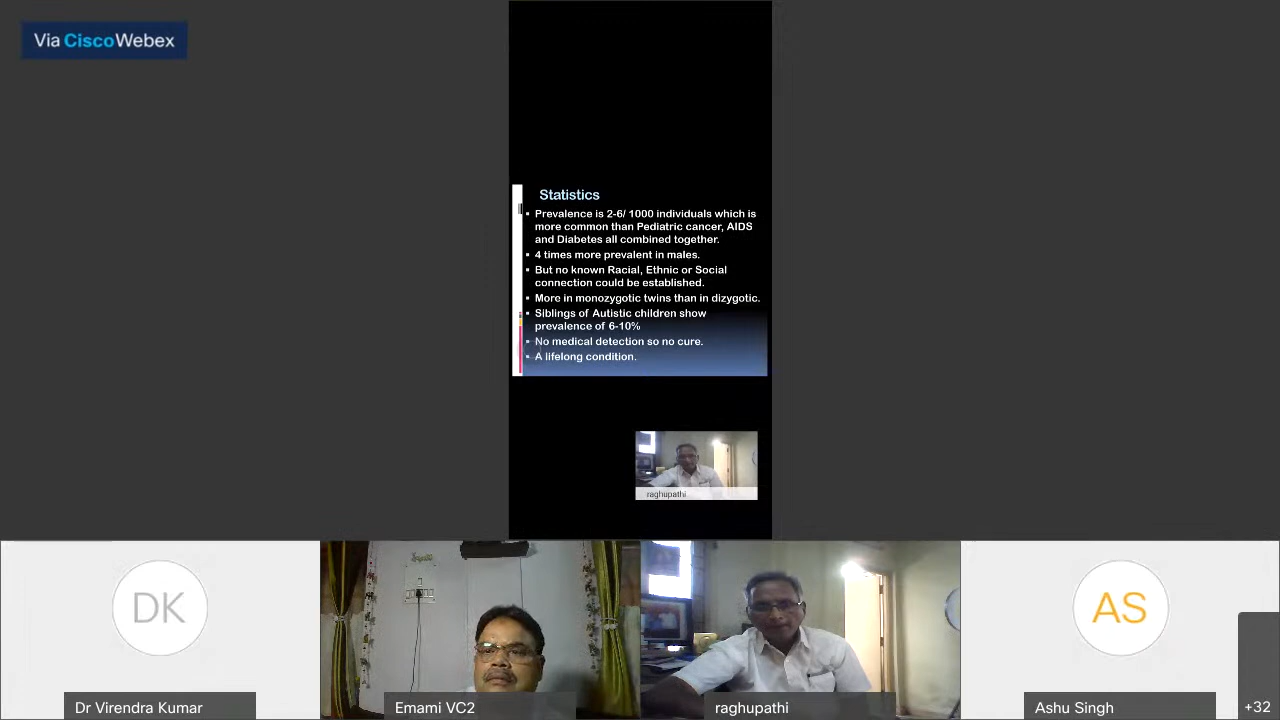 Via CiscoWebex
Statistics
▪ Prevalence is 2-6/ 1000 individuals which is
more common than Pediatric cancer, AIDS
and Diabetes all combined together.
▪ 4 times more prevalent in males.
▪ But no known Racial, Ethnic or Social
connection could be established.
▪ More in monozygotic twins than in dizygotic.
▪ Siblings of Autistic children show
prevalence of 6-10%
▪ No medical detection so no cure.
▪ A lifelong condition.
raghupathi
DK
AS
Dr Virendra Kumar
Emami VC2
raghupathi
Ashu Singh
+32